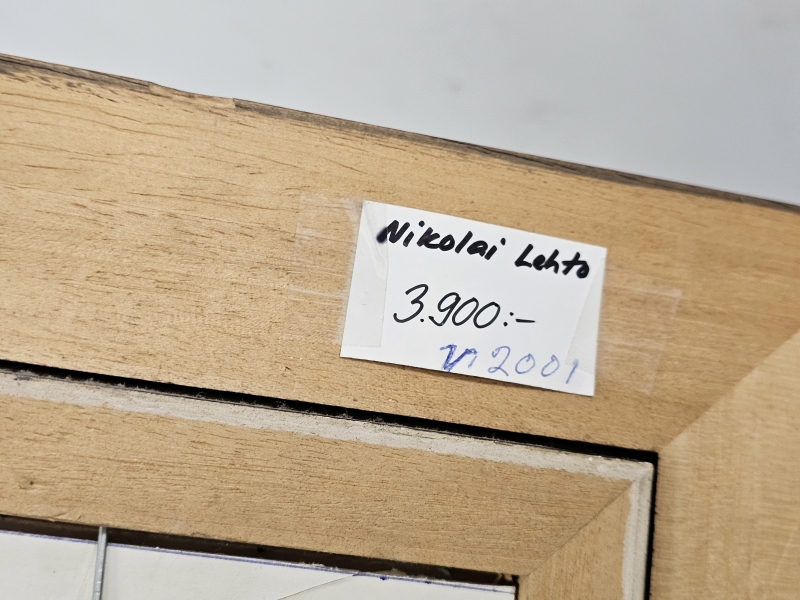 Nikolai Lehto
3.900:-
VI 2001